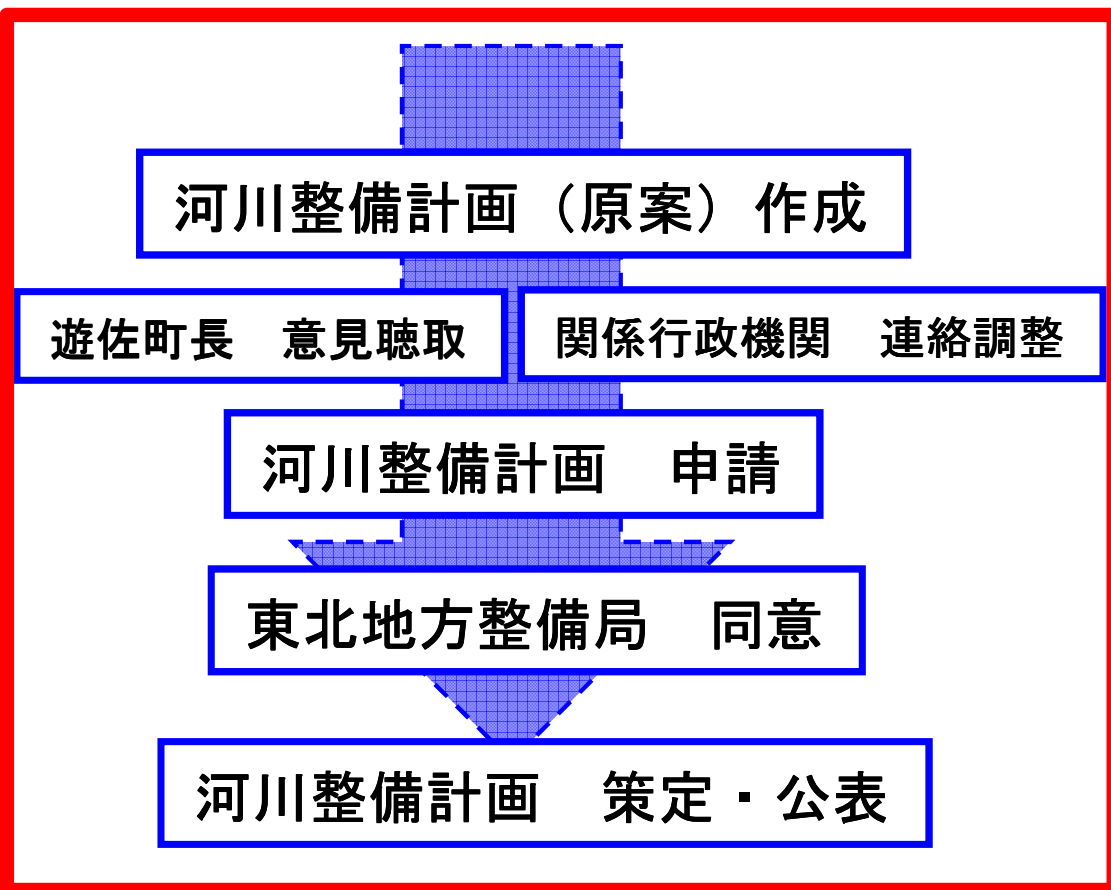 河川整備計画（原案）作成
遊佐町長　意見聴取
関係行政機関　連絡調整
河川整備計画　申請
東北地方整備局　同意
河川整備計画　策定・公表